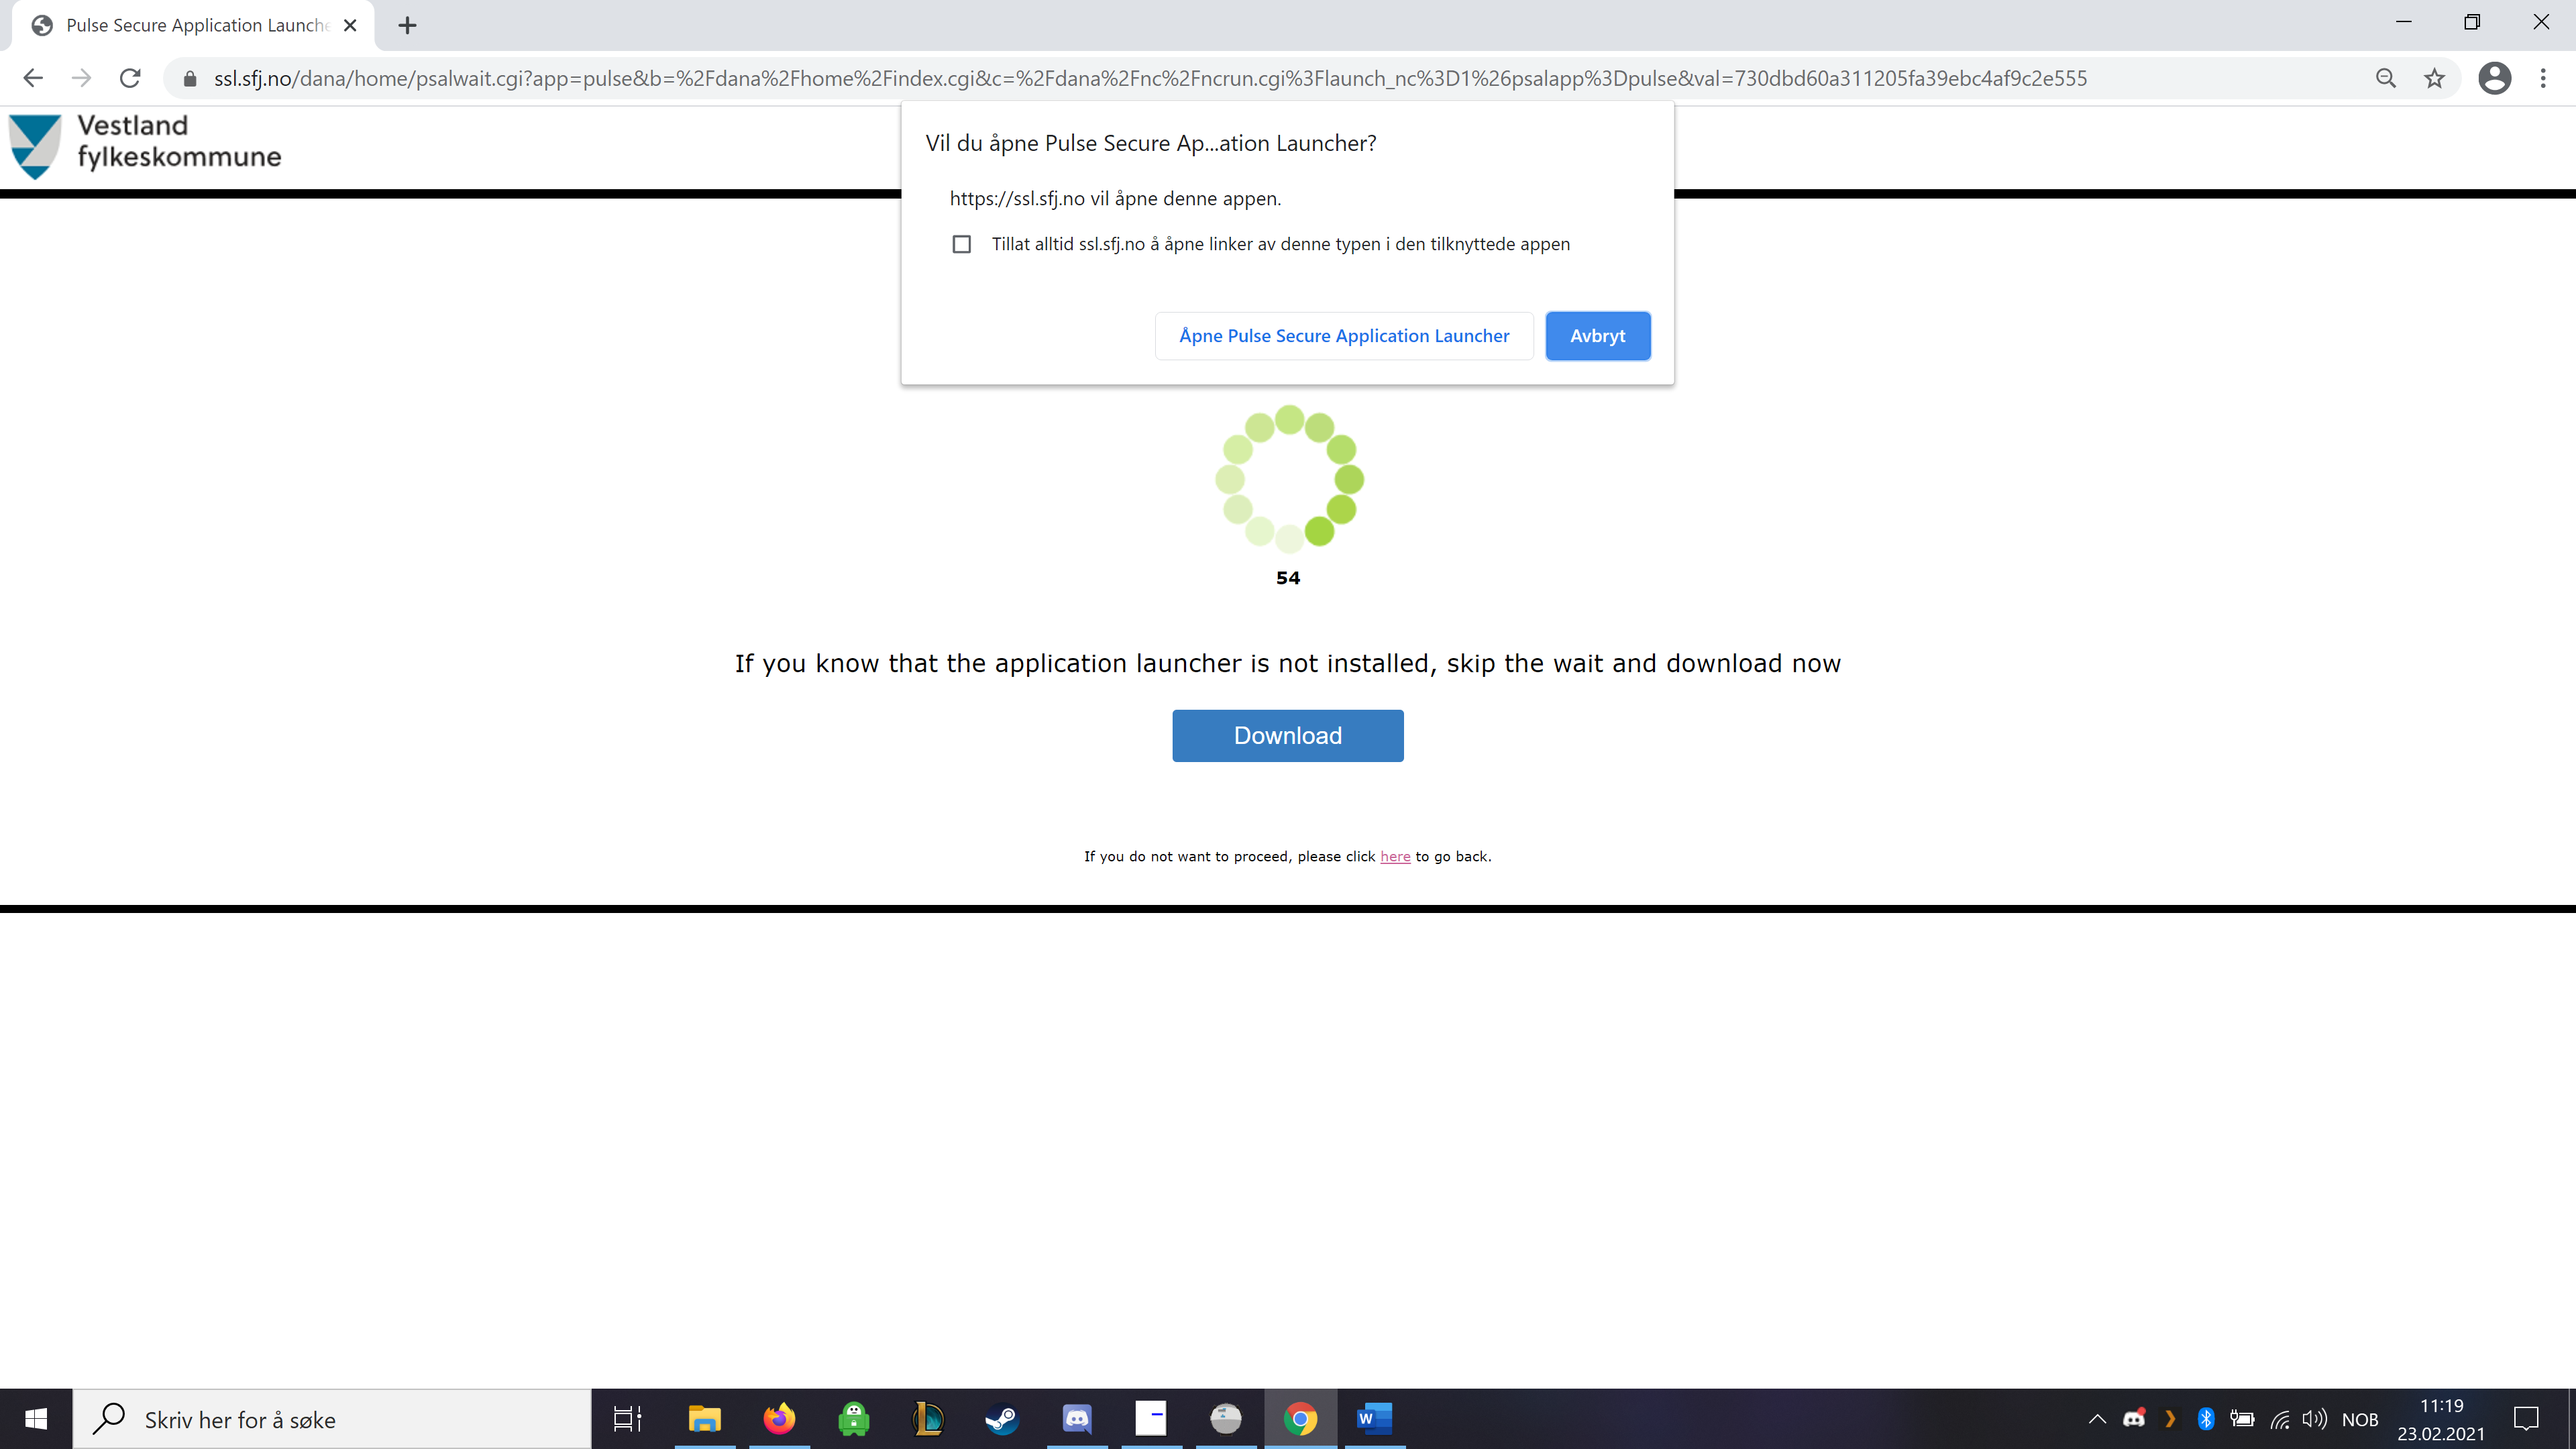 Pulse Secure Application Launche
ssl.sfj.no/dana/home/psalwait.cgi?app=pulse&b=%2Fdana%2Fhome%2Findex.cgi&c=%2Fdana%2Fnc%2Fncrun.cgi%3Flaunch_nc%3D1%26psalapp%3Dpulse&val=730dbd60a311205fa39ebc4af9c2e555
Vestland
fylkeskommune
Vil du åpne Pulse Secure Ap...ation Launcher?
https://ssl.sfj.no vil åpne denne appen.
Tillat alltid ssl.sfj.no å åpne linker av denne typen i den tilknyttede appen
Åpne Pulse Secure Application Launcher
Avbryt
54
If you know that the application launcher is not installed, skip the wait and download now
Download
If you do not want to proceed, please click here to go back.
Skriv her for å søke
W
NOB
11:19
23.02.2021